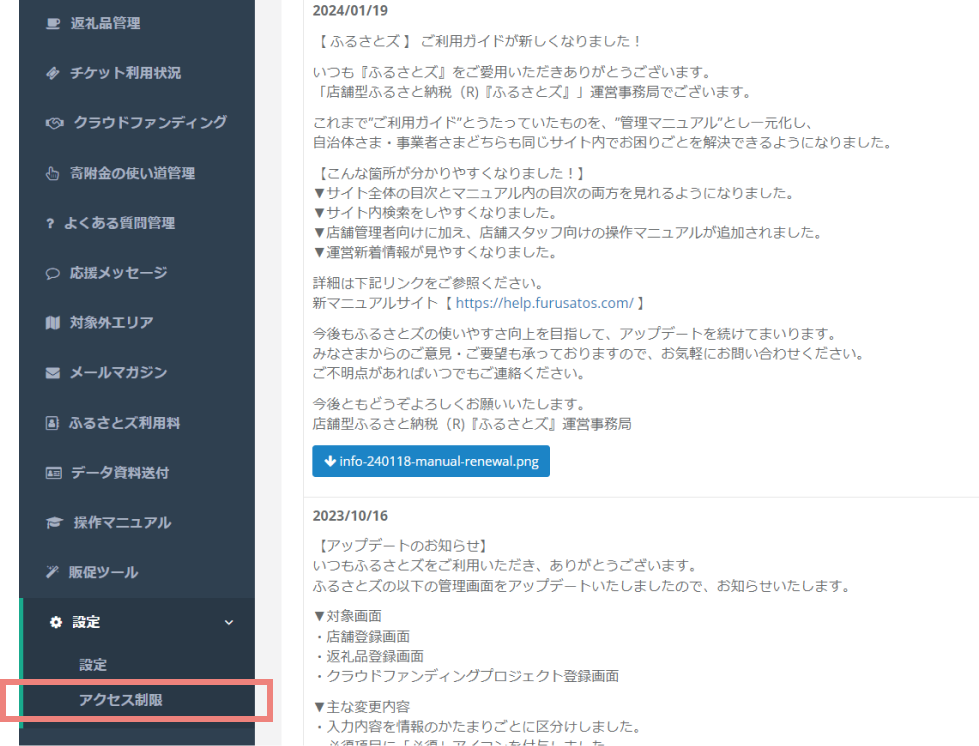 返礼品管理
チケット利用状況
クラウドファンディング
寄附金の使い道管理
? よくある質問管理
応援メッセージ
対象外エリア
メールマガジン
ふるさとズ利用料
データ資料送付
操作マニュアル
販促ツール
設定
設定
アクセス制限
2024/01/19
【 ふるさとズ 】 ご利用ガイドが新しくなりました！
いつも『ふるさとズ』をご愛用いただきありがとうございます。
「店舗型ふるさと納税（R)『ふるさとズ』」運営事務局でございます。
これまで”ご利用ガイド”とうたっていたものを、”管理マニュアル”とし一元化し、
自治体さま・事業者さまどちらも同じサイト内でお困りごとを解決できるようになりました。
【こんな箇所が分かりやすくなりました！】
▼サイト全体の目次とマニュアル内の目次の両方を見れるようになりました。
▼サイト内検索をしやすくなりました。
▼店舗管理者向けに加え、店舗スタッフ向けの操作マニュアルが追加されました。
▼運営新着情報が見やすくなりました。
詳細は下記リンクをご参照ください。
新マニュアルサイト【 https://help.furusatos.com/ 】
今後もふるさとズの使いやすさ向上を目指して、アップデートを続けてまいります。
みなさまからのご意見・ご要望も承っておりますので、お気軽にお問い合わせください。
ご不明点があればいつでもご連絡ください。
今後ともどうぞよろしくお願いいたします。
店舗型ふるさと納税（R)『ふるさとズ』運営事務局
info-240118-manual-renewal.png
2023/10/16
【アップデートのお知らせ】
いつもふるさとズをご利用いただき、ありがとうございます。
ふるさとズの以下の管理画面をアップデートいたしましたので、お知らせいたします。
▼対象画面
・店舗登録画面
・返礼品登録画面
・クラウドファンディングプロジェクト登録画面
▼主な変更内容
・入力内容を情報のかたまりごとに区分けしました。
・必須項目に「必須」アイコンを付与しました